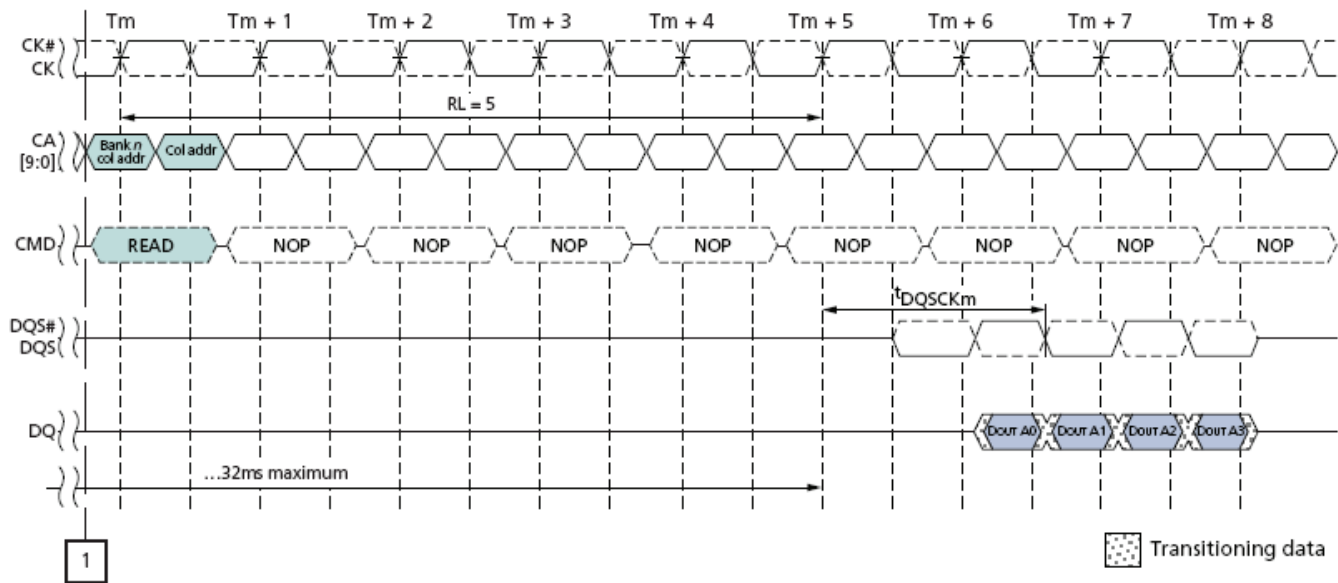 Tm Tm + 1 Tm + 2 Tm + 3 Tm + 4 Tm + 5 Tm + 6 Tm + 7 Tm + 8
CK#
CK
RL = 5
CA
[9:0]
Bank n
col addr
Col addr
CMD READ NOP NOP NOP NOP NOP NOP NOP NOP
tDQSCKm
DQS#
DQS
DQ DOUT A0 DOUT A1 DOUT A2 DOUT A3
...32ms maximum
1
Transitioning data